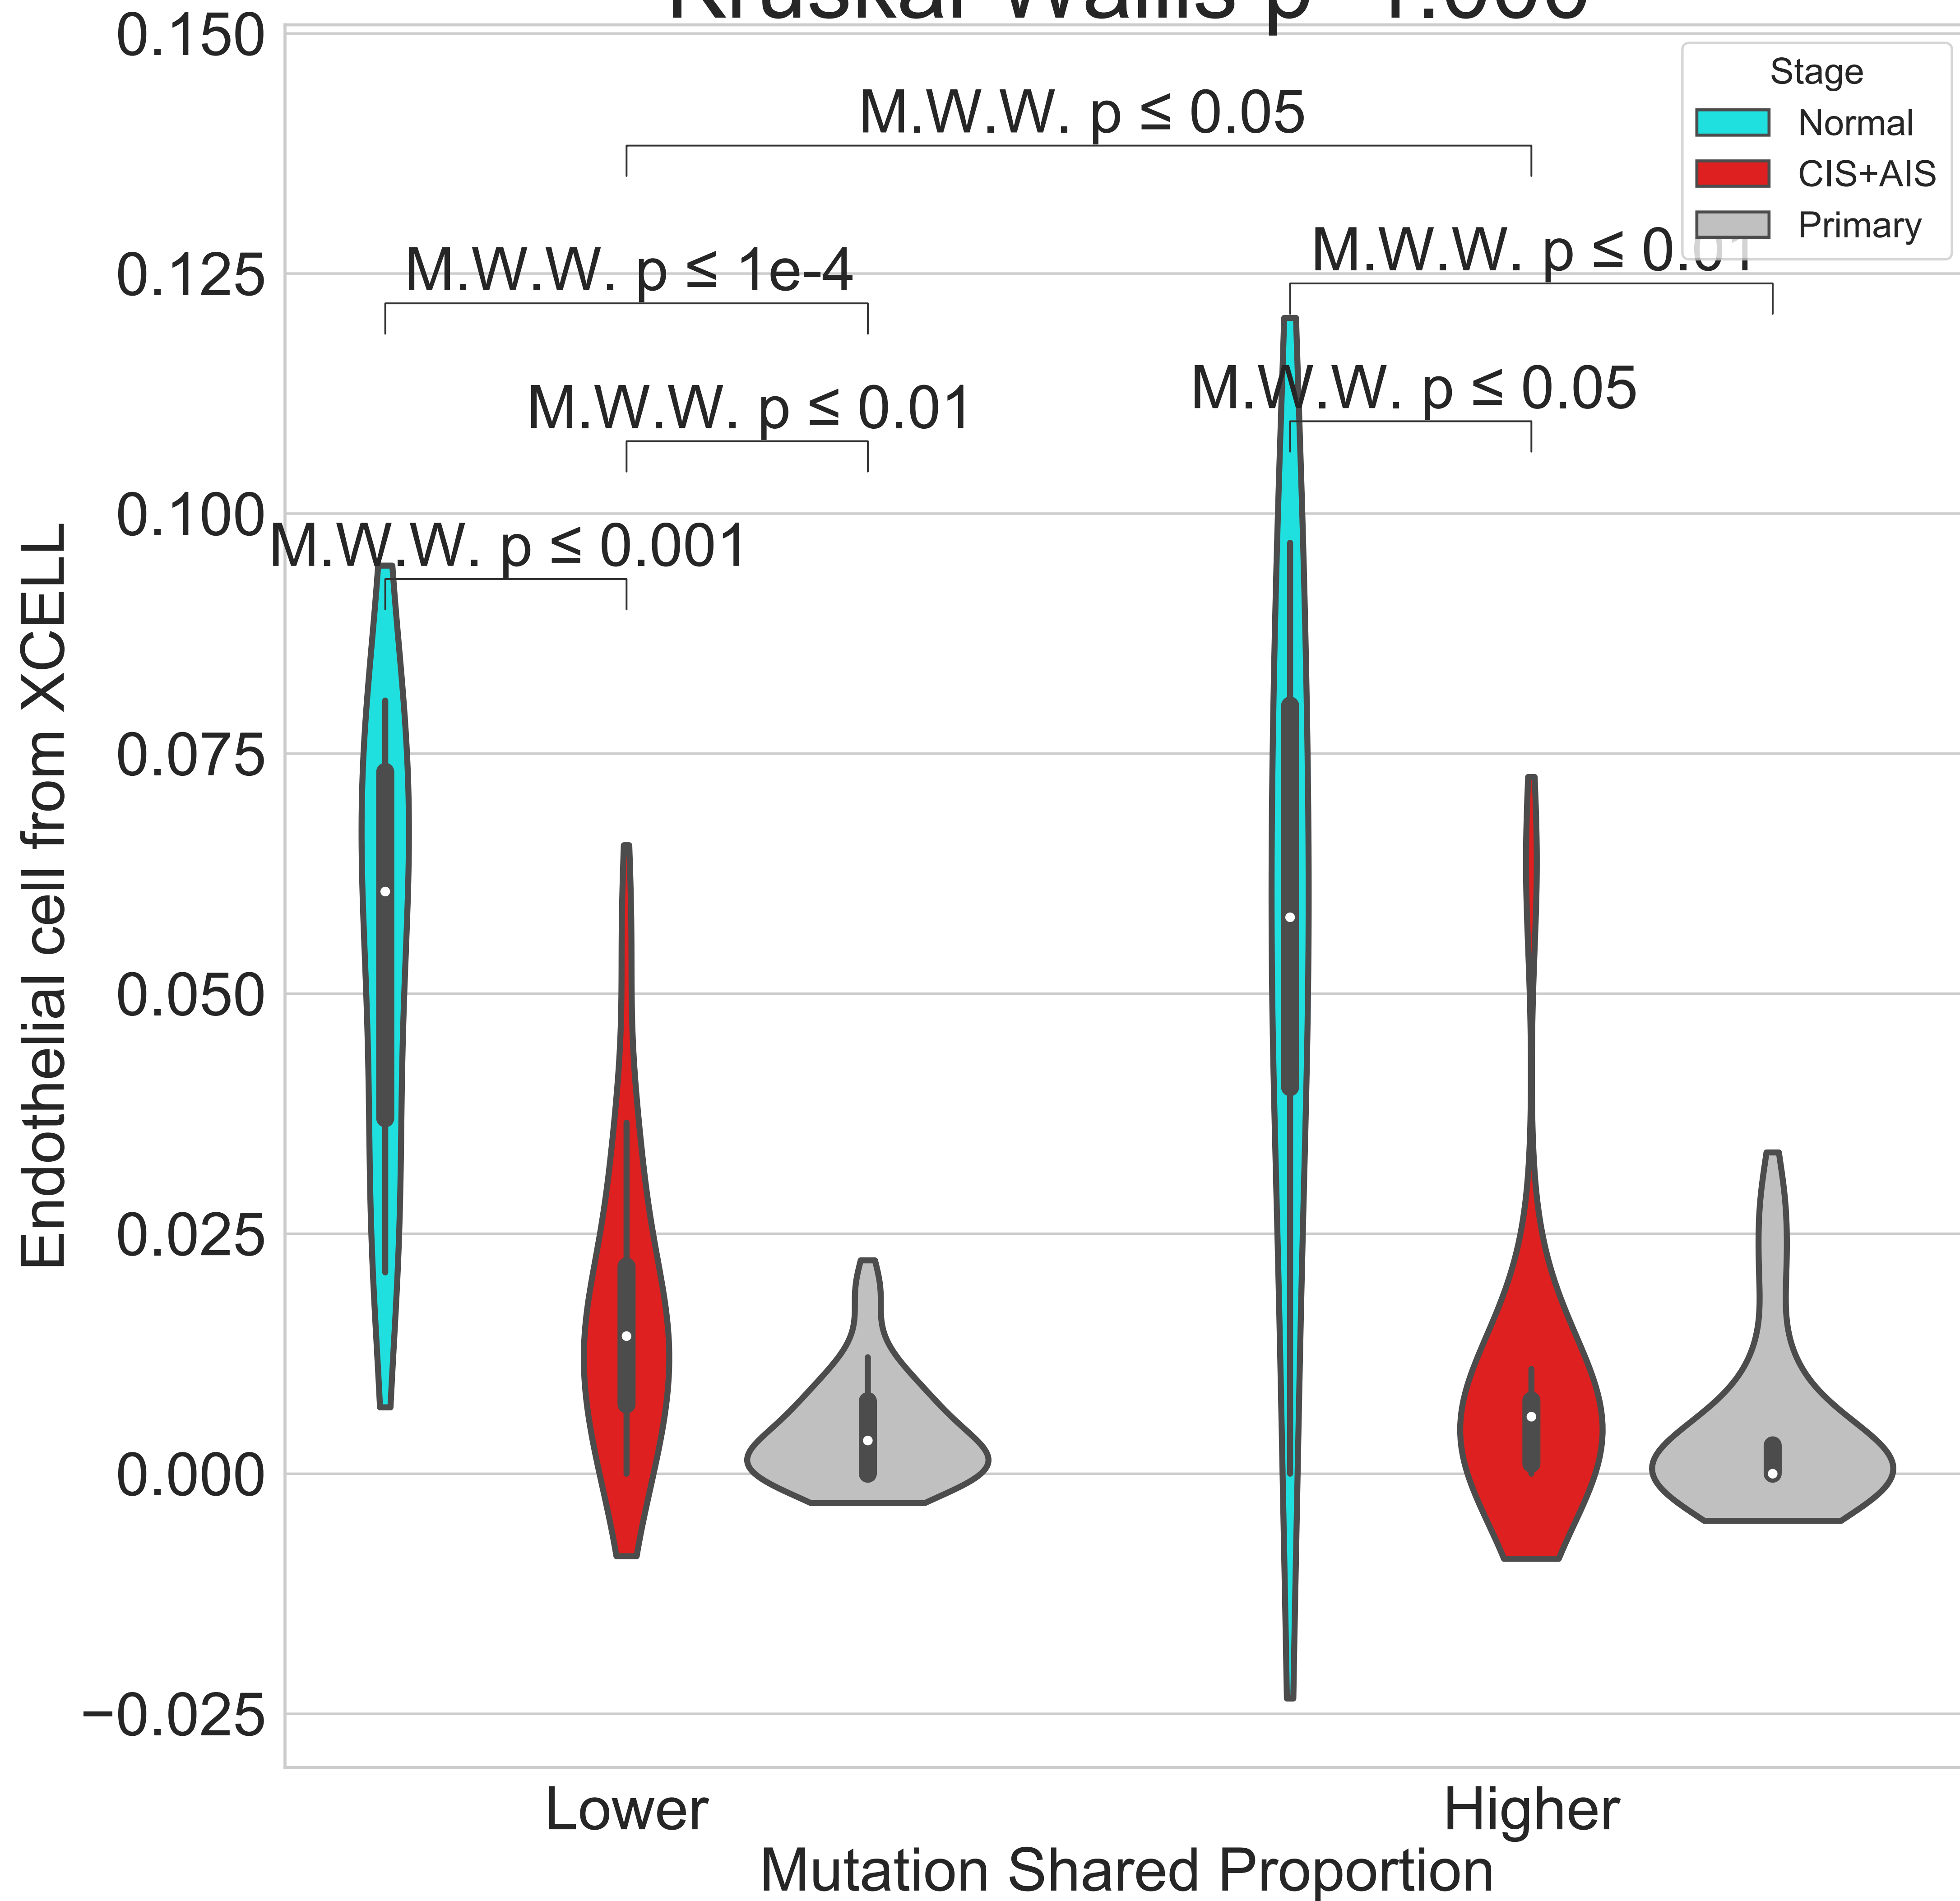 0.150
0.125
0.100
0.075
0.050
0.025
0.000
−0.025
Endothelial cell from XCELL
M.W.W. p ≤ 0.05
M.W.W. p ≤ 0.01
M.W.W. p ≤ 1e-4
M.W.W. p ≤ 0.05
M.W.W. p ≤ 0.01
M.W.W. p ≤ 0.001
Stage
Normal
CIS+AIS
Primary
Lower
Higher
Mutation Shared Proportion